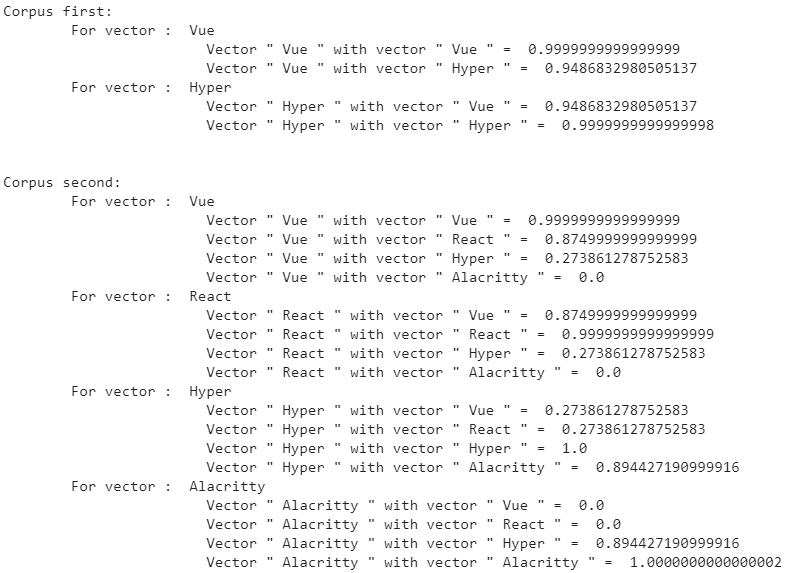 Corpus first:
For vector :  Vue
Vector " Vue " with vector " Vue " =  0.9999999999999999
Vector " Vue " with vector " Hyper " =  0.9486832980505137
For vector :  Hyper
Vector " Hyper " with vector " Vue " =  0.9486832980505137
Vector " Hyper " with vector " Hyper " =  0.9999999999999998
Corpus second:
For vector :  Vue
Vector " Vue " with vector " Vue " =  0.9999999999999999
Vector " Vue " with vector " React " =  0.8749999999999999
Vector " Vue " with vector " Hyper " =  0.273861278752583
Vector " Vue " with vector " Alacritty " =  0.0
For vector :  React
Vector " React " with vector " Vue " =  0.8749999999999999
Vector " React " with vector " React " =  0.9999999999999999
Vector " React " with vector " Hyper " =  0.273861278752583
Vector " React " with vector " Alacritty " =  0.0
For vector :  Hyper
Vector " Hyper " with vector " Vue " =  0.273861278752583
Vector " Hyper " with vector " React " =  0.273861278752583
Vector " Hyper " with vector " Hyper " =  1.0
Vector " Hyper " with vector " Alacritty " =  0.894427190999916
For vector :  Alacritty
Vector " Alacritty " with vector " Vue " =  0.0
Vector " Alacritty " with vector " React " =  0.0
Vector " Alacritty " with vector " Hyper " =  0.894427190999916
Vector " Alacritty " with vector " Alacritty " =  1.0000000000000002